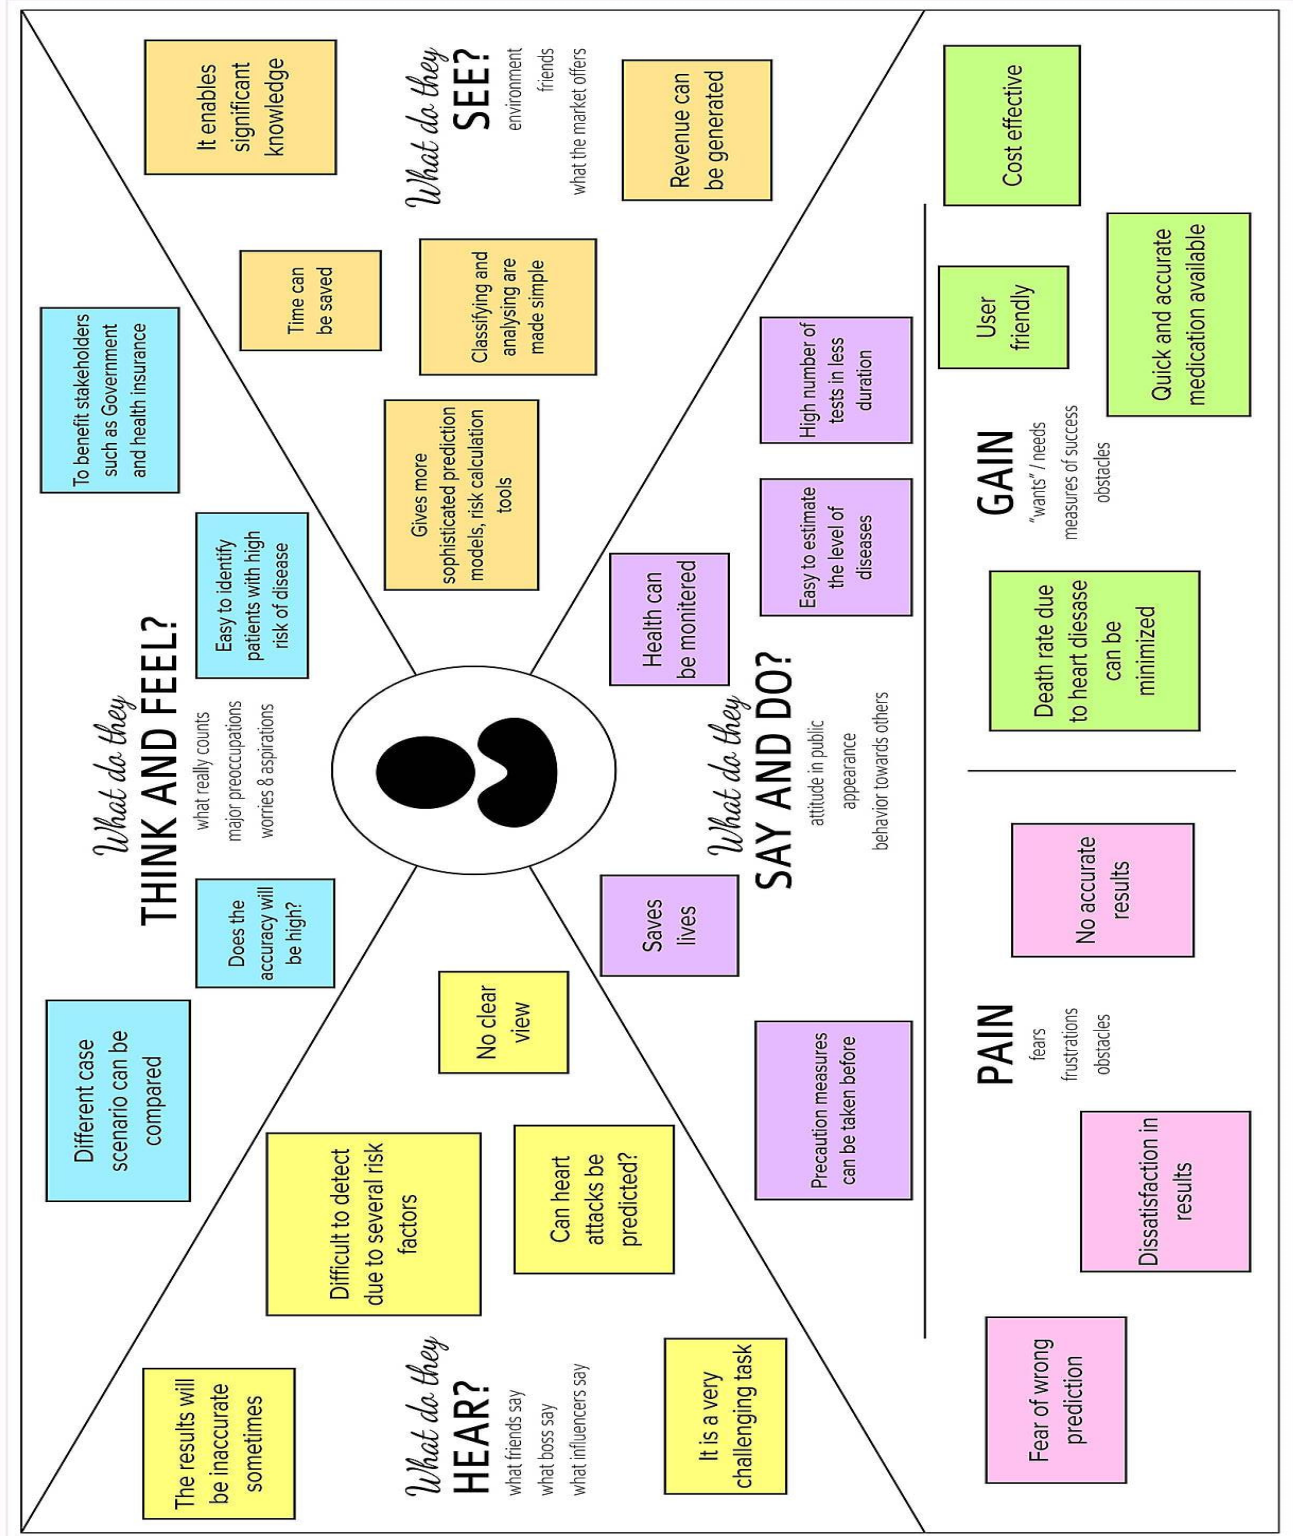 What do they
THINK AND FEEL?
what really counts
major preoccupations
worries & aspirations
Different case
scenario can be
compared
Does the
accuracy will
be high?
Easy to identify
patients with high
risk of disease
To benefit stakeholders
such as Government
and health insurance
What do they
HEAR?
what friends say
what boss say
what influencers say
The results will
be inaccurate
sometimes
Difficult to detect
due to several risk
factors
No clear
view
Can heart
attacks be
predicted?
It is a very
challenging task
What do they
SEE?
environment
friends
what the market offers
It enables
significant
knowledge
Time can
be saved
Gives more
sophisticated prediction
models, risk calculation
tools
Classifying and
analysing are
made simple
Revenue can
be generated
What do they
SAY AND DO?
attitude in public
appearance
behavior towards others
Saves
lives
Precaution measures
can be taken before
Health can
be monitered
Easy to estimate
the level of
diseases
High number of
tests in less
duration
PAIN
fears
frustrations
obstacles
Fear of wrong
prediction
Dissatisfaction in
results
No accurate
results
GAIN
"wants" / needs
measures of success
obstacles
Death rate due
to heart diesase
can be
minimized
User
friendly
Cost effective
Quick and accurate
medication available